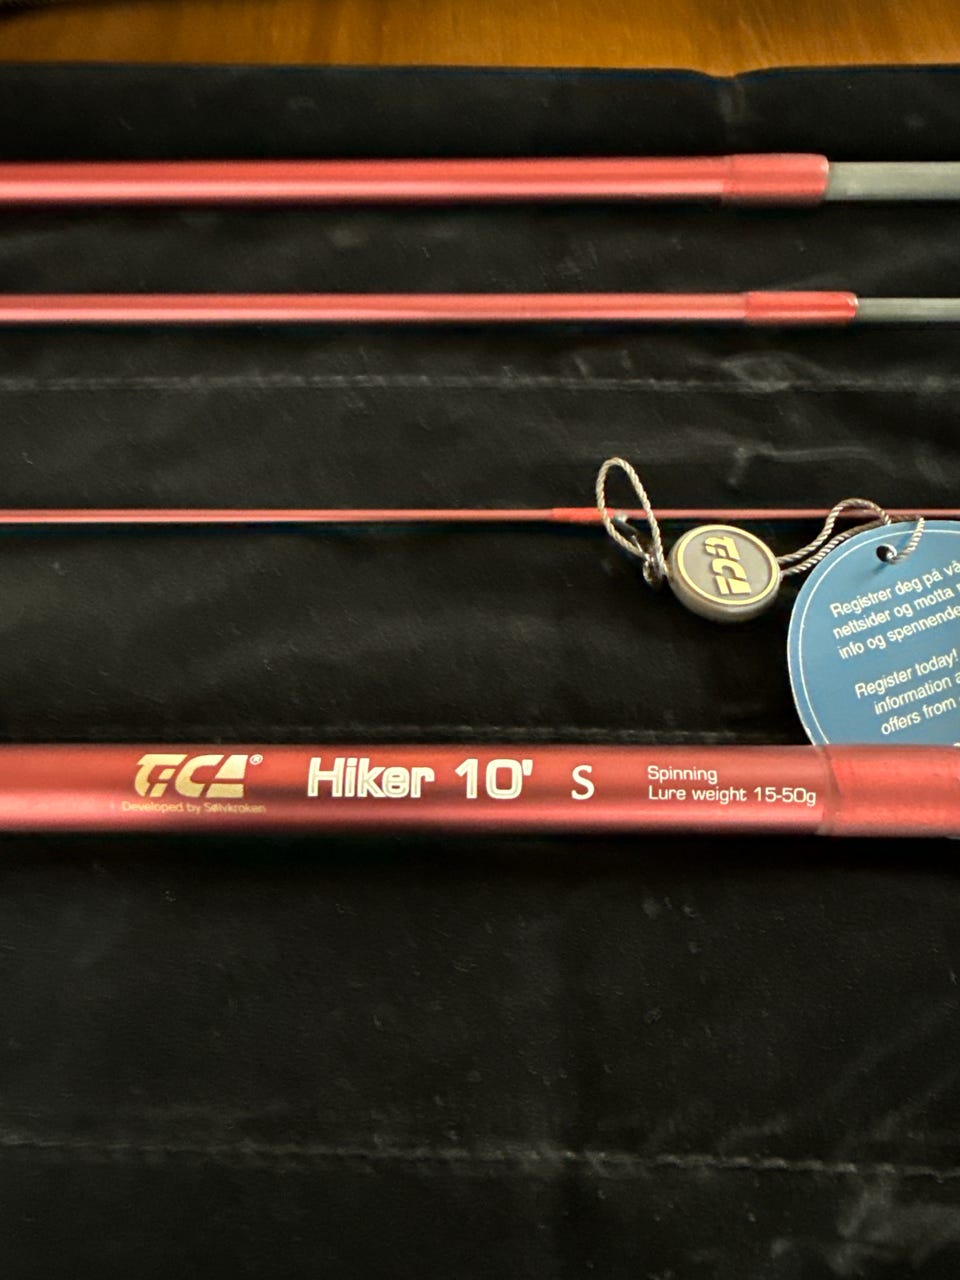 TiCA
Registrer deg på vå
nettsider og motta
info og spennende
Register today!
information a
offers from
TiCA® Hiker 10' S Spinning
Developed by Sølvkroken Lure weight 15-50g